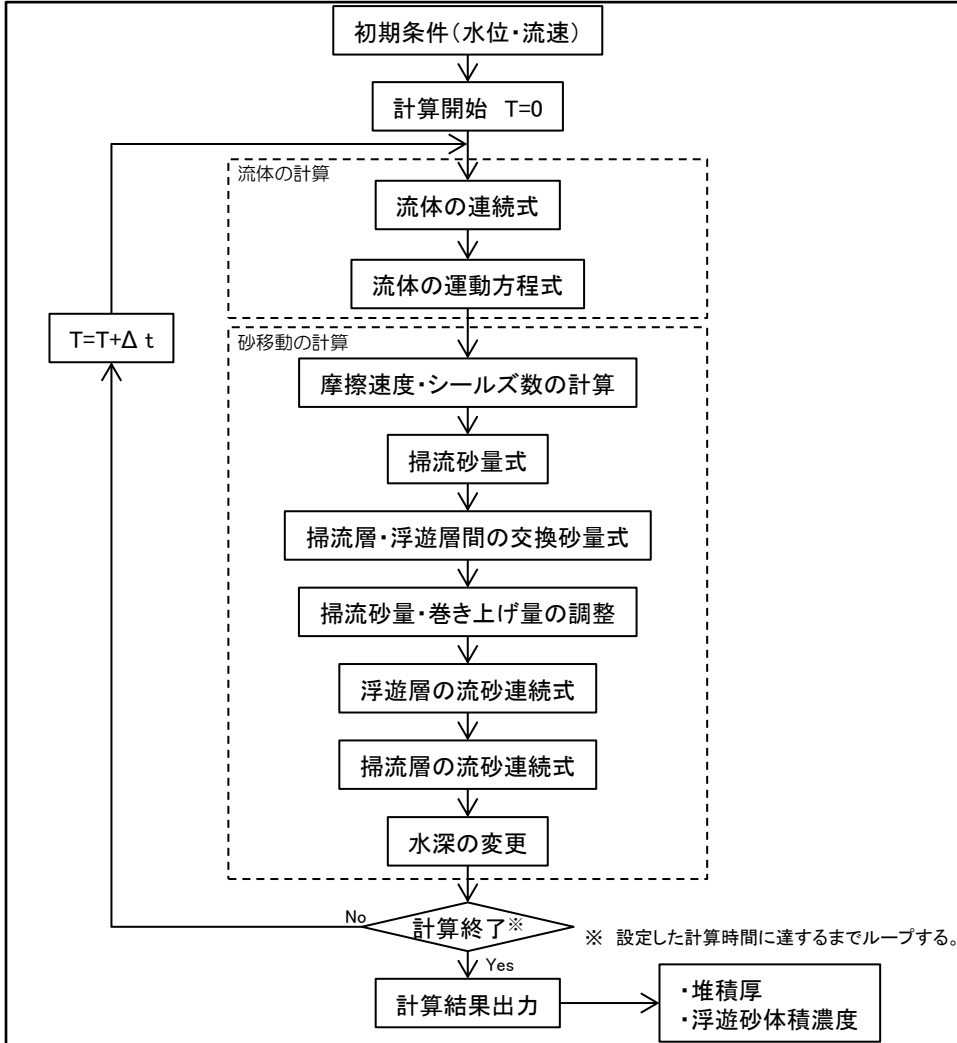 初期条件(水位・流速)
計算開始 T=0
流体の計算
流体の連続式
流体の運動方程式
T=T+Δt
砂移動の計算
摩擦速度・シールズ数の計算
掃流砂量式
掃流層・浮遊層間の交換砂量式
掃流砂量・巻き上げ量の調整
浮遊層の流砂連続式
掃流層の流砂連続式
水深の変更
No
計算終了※
※ 設定した計算時間に達するまでループする。
Yes
計算結果出力
・堆積厚
・浮遊砂体積濃度